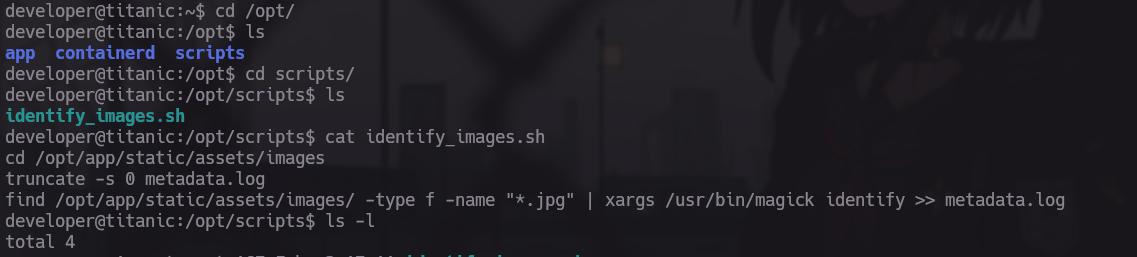 developer@titanic:~$ cd /opt/
developer@titanic:/opt$ ls
app  containerd  scripts
developer@titanic:/opt$ cd scripts/
developer@titanic:/opt/scripts$ ls
identify_images.sh
developer@titanic:/opt/scripts$ cat identify_images.sh
cd /opt/app/static/assets/images
truncate -s 0 metadata.log
find /opt/app/static/assets/images/ -type f -name "*.jpg" | xargs /usr/bin/magick identify >> metadata.log
developer@titanic:/opt/scripts$ ls -l
total 4